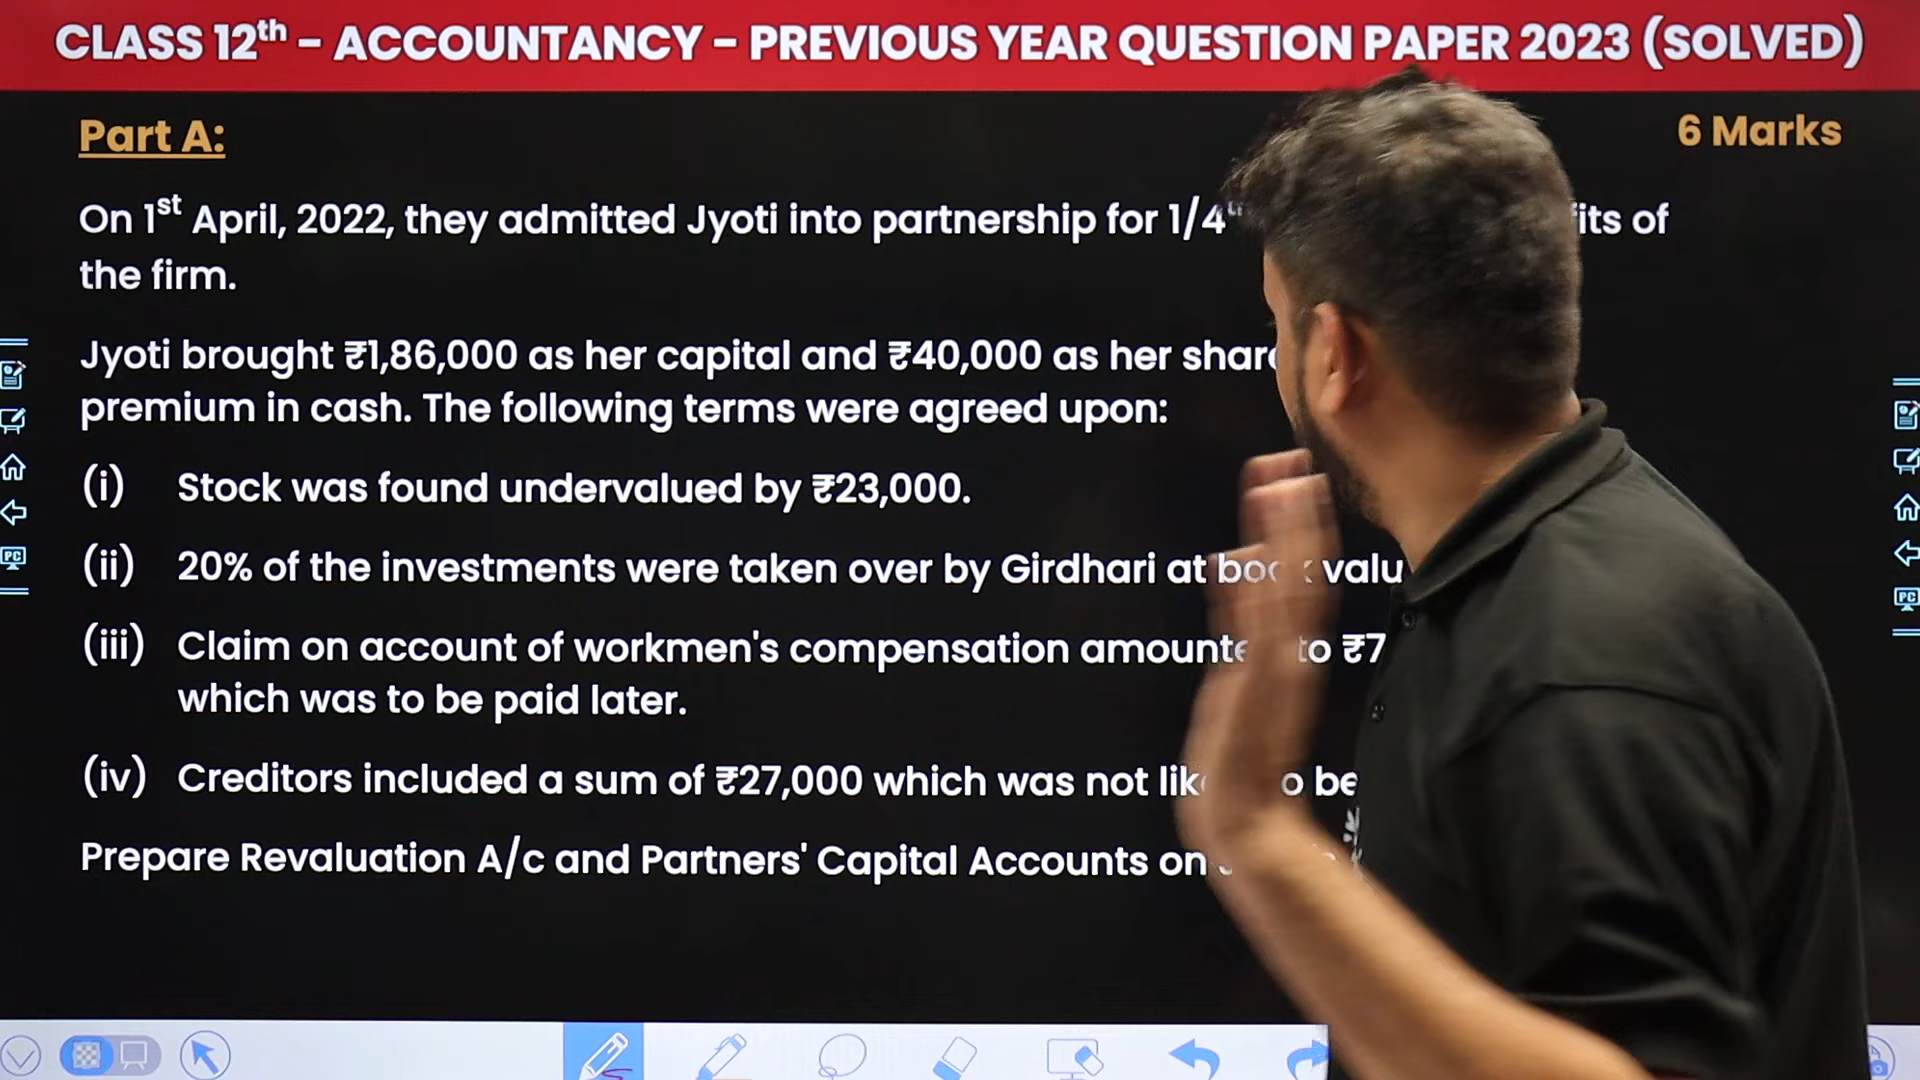 CLASS 12th – ACCOUNTANCY – PREVIOUS YEAR QUESTION PAPER 2023 (SOLVED)
Part A:
6 Marks
On 1st April, 2022, they admitted Jyoti into partnership for 1/4th of
the firm.
Jyoti brought ₹1,86,000 as her capital and ₹40,000 as her
premium in cash. The following terms were agreed upon:
(i) Stock was found undervalued by ₹23,000.
(ii) 20% of the investments were taken over by Girdhari at
(iii) Claim on account of workmen's compensation to
which was to be paid later.
(iv) Creditors included a sum of ₹27,000 which was not
Prepare Revaluation A/c and Partners' Capital Accounts on
PC
PC